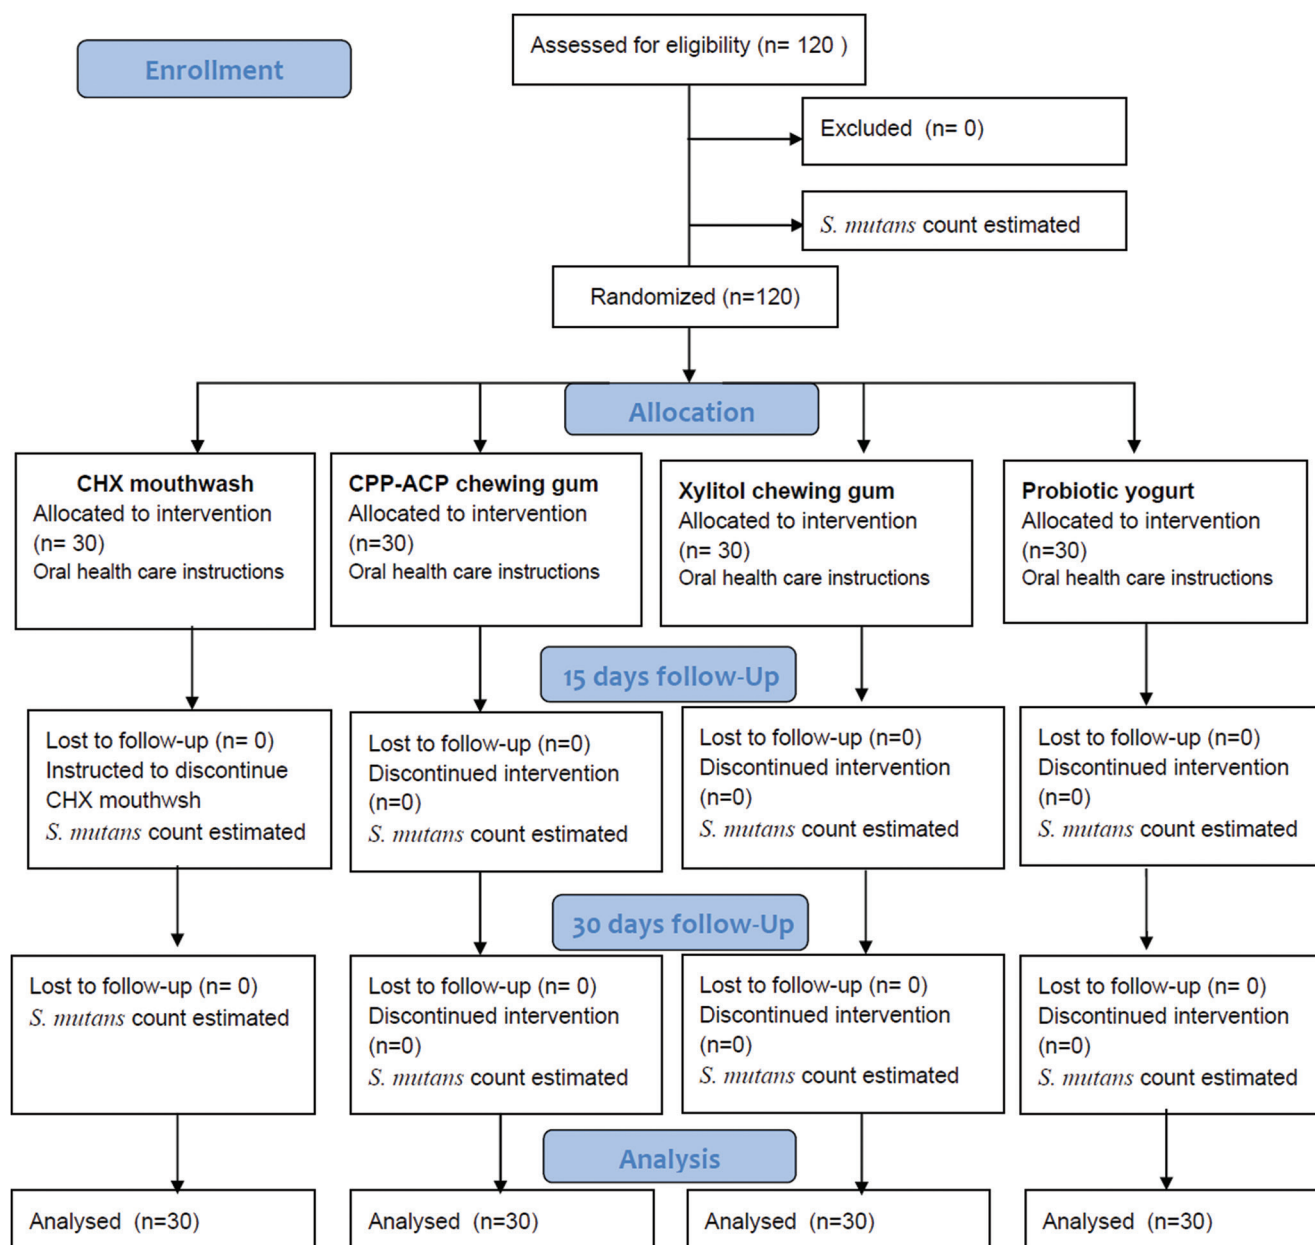 Enrollment
Assessed for eligibility (n= 120 )
Excluded (n= 0)
S. mutans count estimated
Randomized (n=120)
Allocation
CHX mouthwash
Allocated to intervention
(n= 30)
Oral health care instructions
CPP-ACP chewing gum
Allocated to intervention
(n=30)
Oral health care instructions
Xylitol chewing gum
Allocated to intervention
(n= 30)
Oral health care instructions
Probiotic yogurt
Allocated to intervention
(n=30)
Oral health care instructions
15 days follow-Up
Lost to follow-up (n= 0)
Instructed to discontinue
CHX mouthwsh
S. mutans count estimated
Lost to follow-up (n=0)
Discontinued intervention
(n=0)
S. mutans count estimated
Lost to follow-up (n=0)
Discontinued intervention
(n=0)
S. mutans count estimated
Lost to follow-up (n=0)
Discontinued intervention
(n=0)
S. mutans count estimated
30 days follow-Up
Lost to follow-up (n= 0)
S. mutans count estimated
Lost to follow-up (n= 0)
Discontinued intervention
(n=0)
S. mutans count estimated
Lost to follow-up (n= 0)
Discontinued intervention
(n=0)
S. mutans count estimated
Lost to follow-up (n= 0)
Discontinued intervention
(n=0)
S. mutans count estimated
Analysis
Analysed (n=30)
Analysed (n=30)
Analysed (n=30)
Analysed (n=30)